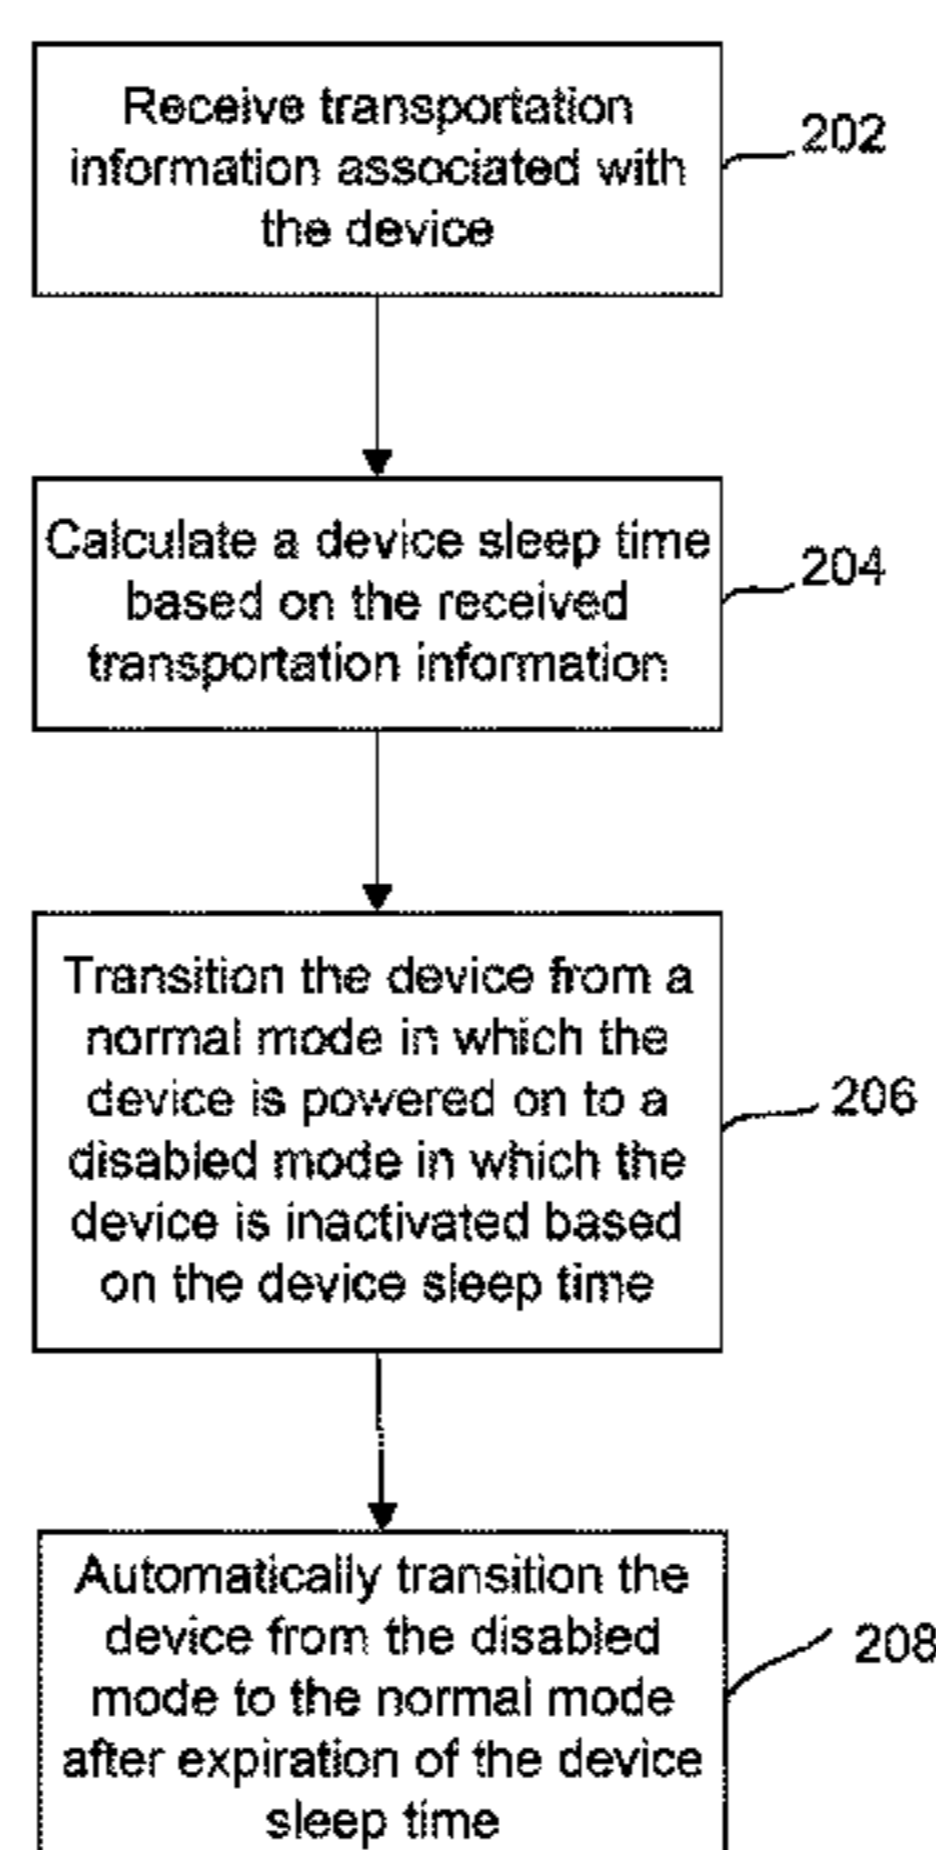 Receive transportation
information associated with
the device
202
Calculate a device sleep time
based on the received
transportation information
204
Transition the device from a
normal mode in which the
device is powered on to a
disabled mode in which the
device is inactivated based
on the device sleep time
206
Automatically transition the
device from the disabled
mode to the normal mode
after expiration of the device
sleep time
208